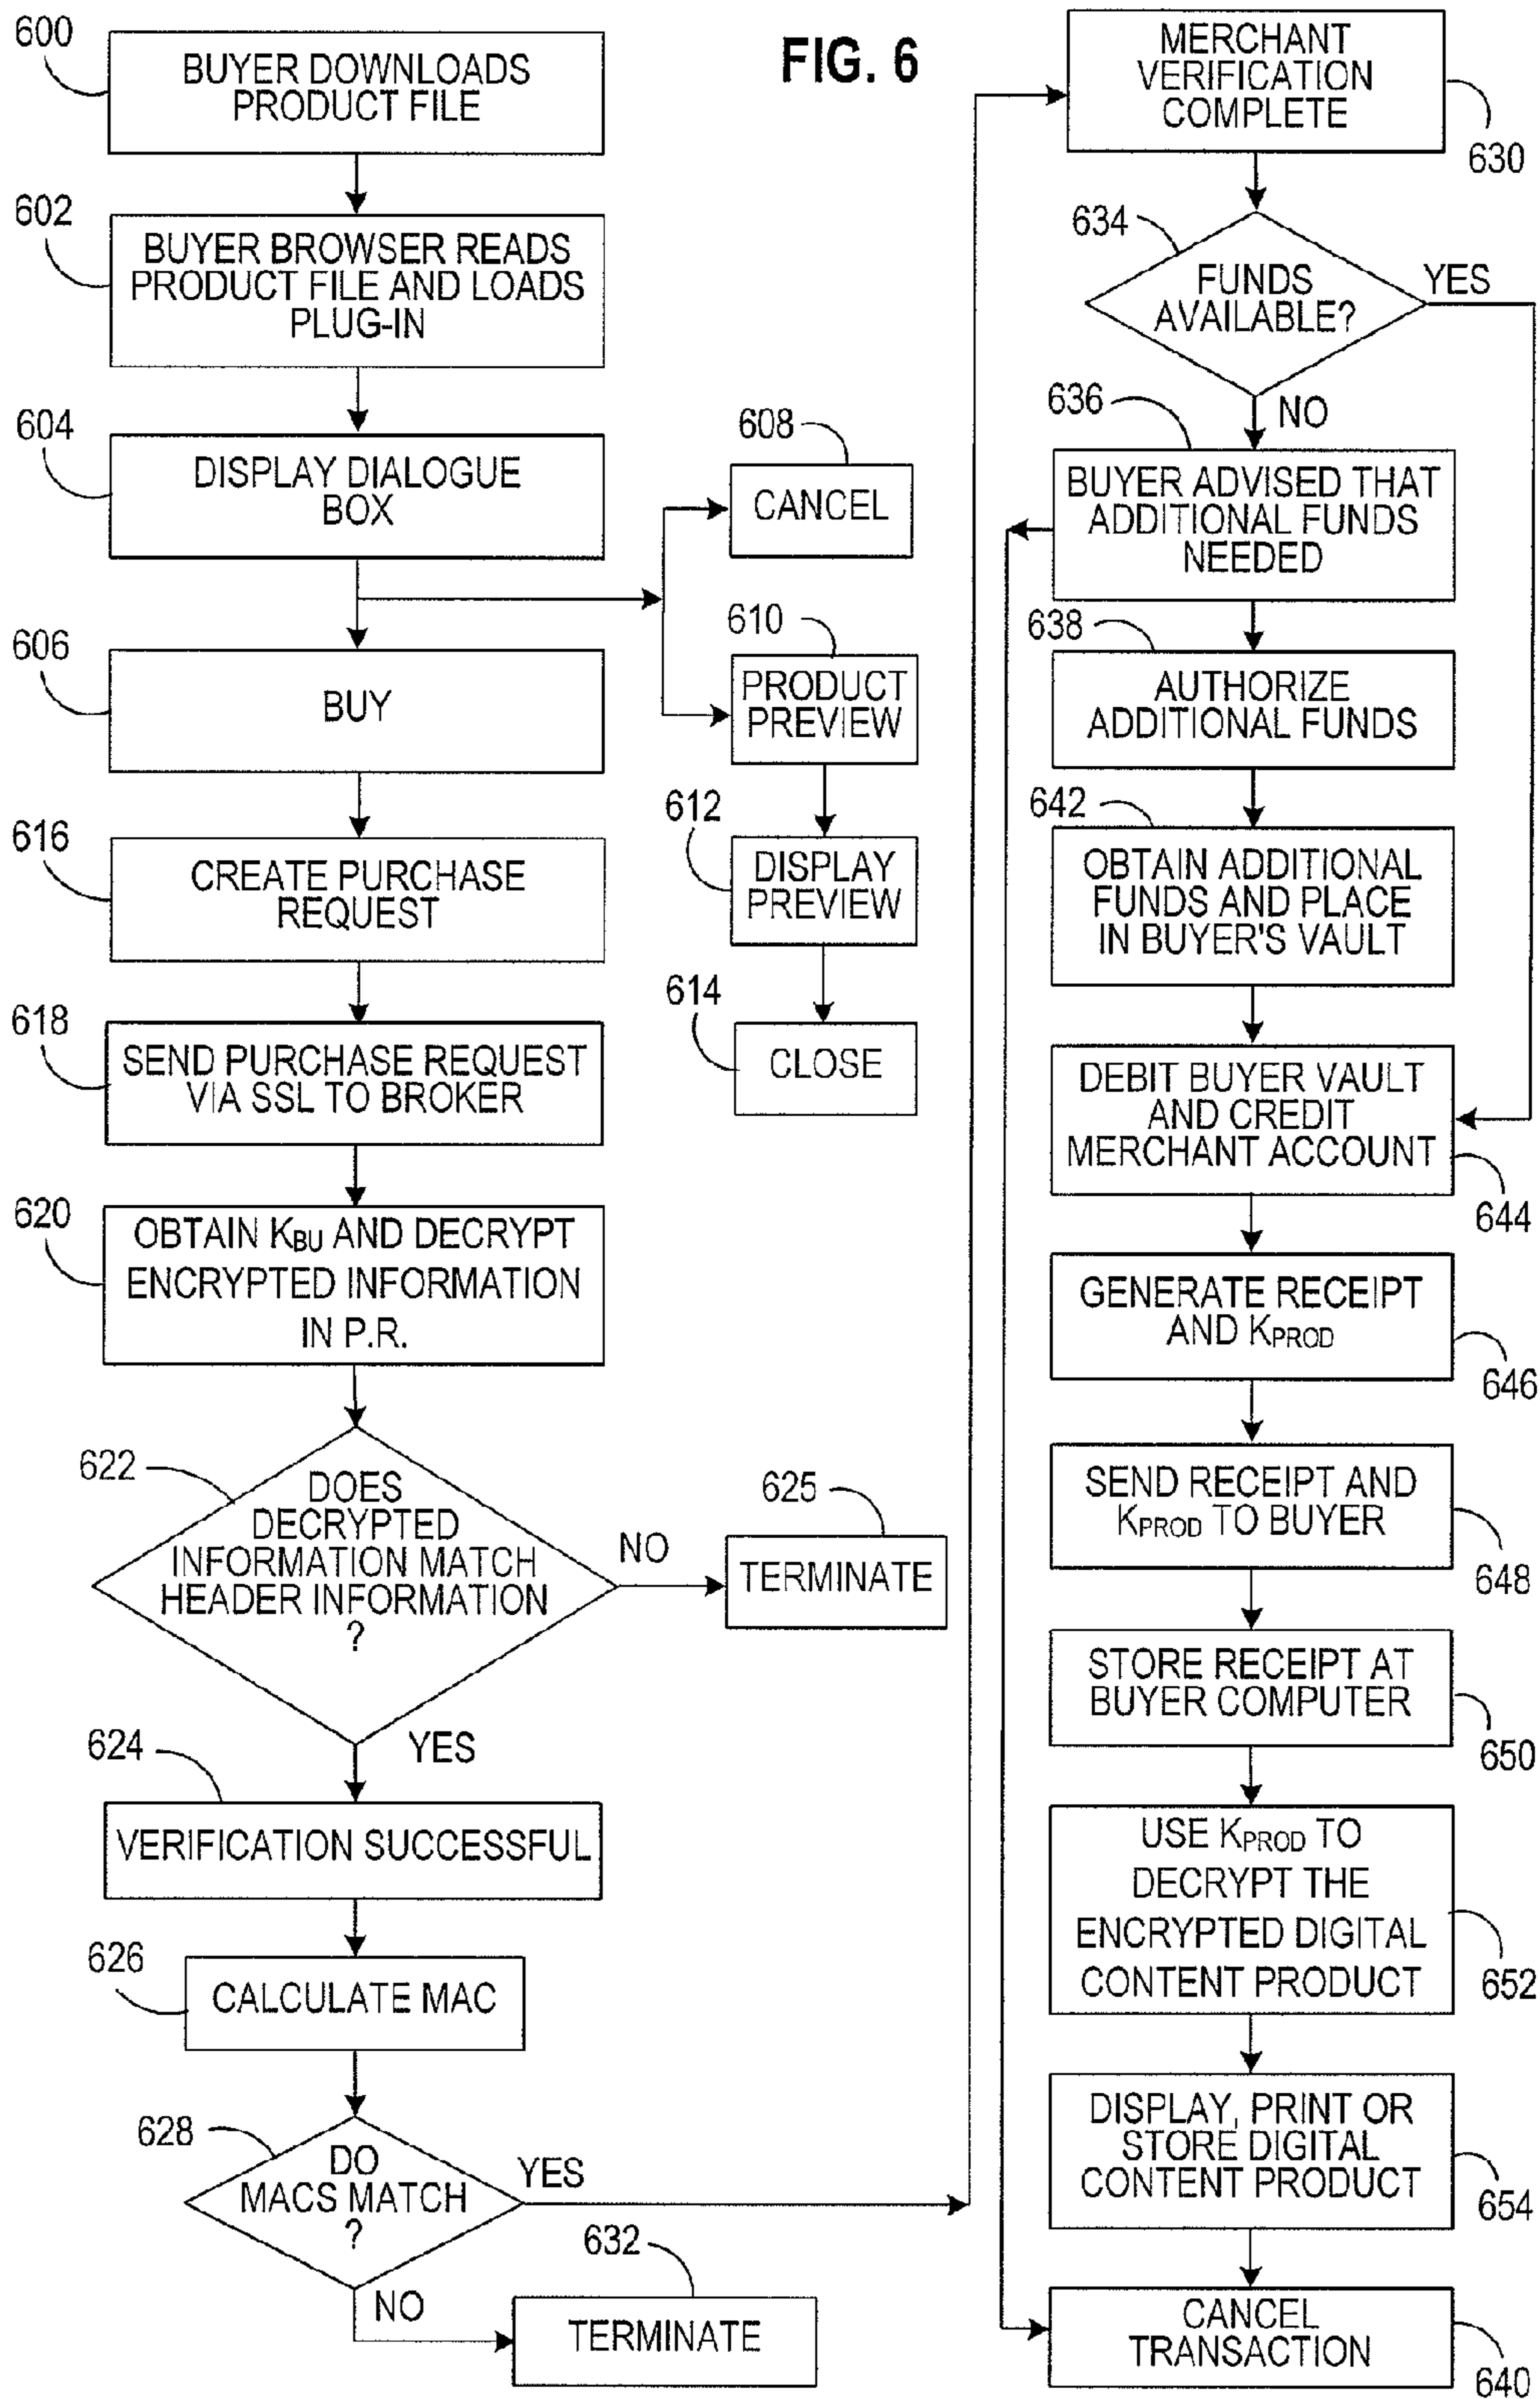 FIG. 6
600
BUYER DOWNLOADS
PRODUCT FILE
602
BUYER BROWSER READS
PRODUCT FILE AND LOADS
PLUG-IN
604
DISPLAY DIALOGUE
BOX
608
CANCEL
606
BUY
610
PRODUCT
PREVIEW
612
DISPLAY
PREVIEW
614
CLOSE
616
CREATE PURCHASE
REQUEST
618
SEND PURCHASE REQUEST
VIA SSL TO BROKER
620
OBTAIN KBU AND DECRYPT
ENCRYPTED INFORMATION
IN P.R.
622
DOES
DECRYPTED
INFORMATION MATCH
HEADER INFORMATION
?
NO
625
TERMINATE
YES
624
VERIFICATION SUCCESSFUL
626
CALCULATE MAC
628
DO
MACS MATCH
?
YES
NO
632
TERMINATE
MERCHANT
VERIFICATION
COMPLETE
630
634
FUNDS
AVAILABLE?
YES
NO
636
BUYER ADVISED THAT
ADDITIONAL FUNDS
NEEDED
638
AUTHORIZE
ADDITIONAL FUNDS
642
OBTAIN ADDITIONAL
FUNDS AND PLACE
IN BUYER'S VAULT
DEBIT BUYER VAULT
AND CREDIT
MERCHANT ACCOUNT
644
GENERATE RECEIPT
AND KPROD
646
SEND RECEIPT AND
KPROD TO BUYER
648
STORE RECEIPT AT
BUYER COMPUTER
650
USE KPROD TO
DECRYPT THE
ENCRYPTED DIGITAL
CONTENT PRODUCT
652
DISPLAY, PRINT OR
STORE DIGITAL
CONTENT PRODUCT
654
CANCEL
TRANSACTION
640